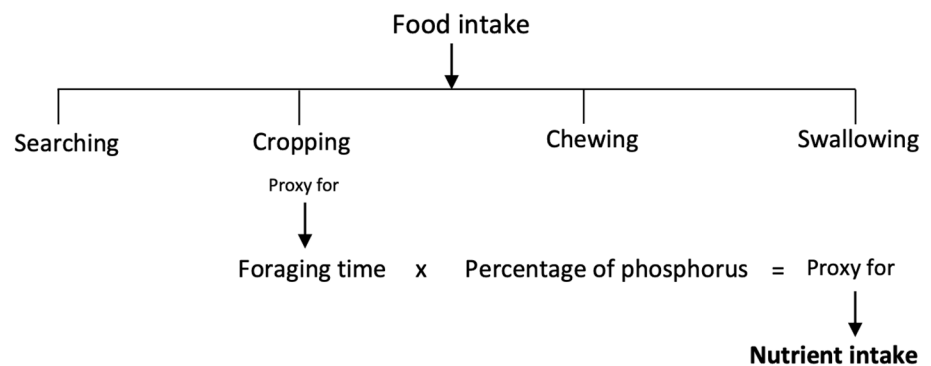 Food intake
Searching Cropping Chewing Swallowing
Proxy for
Foraging time x Percentage of phosphorus = Proxy for
Nutrient intake